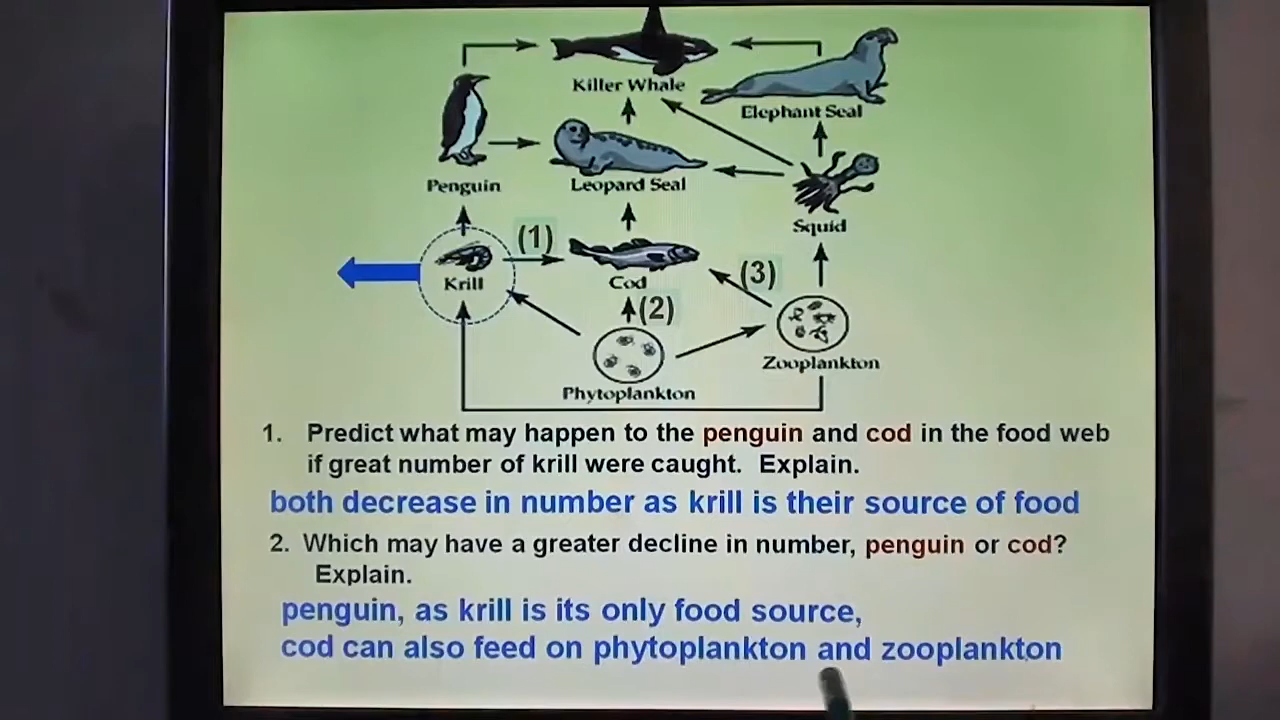 Killer Whale
Elephant Seal
Penguin
Leopard Seal
Squid
(1)
Krill
Cod
(3)
(2)
Zooplankton
Phytoplankton
1. Predict what may happen to the penguin and cod in the food web
if great number of krill were caught. Explain.
both decrease in number as krill is their source of food
2. Which may have a greater decline in number, penguin or cod?
Explain.
penguin, as krill is its only food source,
cod can also feed on phytoplankton and zooplankton